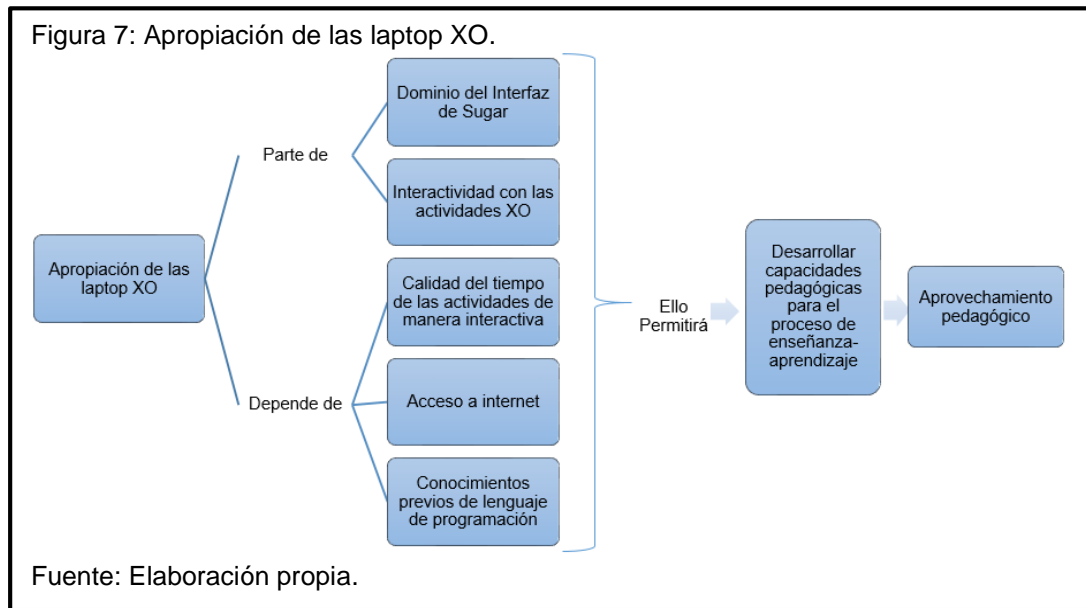 Figura 7: Apropiación de las laptop XO.
Apropiación de las
laptop XO
Parte de
Dominio del Interfaz
de Sugar
Interactividad con las
actividades XO
Depende de
Calidad del tiempo
de las actividades de
manera interactiva
Acceso a internet
Conocimientos
previos de lenguaje
de programación
Ello
Permitirá
Desarrollar
capacidades
pedagógicas
para el
proceso de
enseñanza-
aprendizaje
Aprovechamiento
pedagógico
Fuente: Elaboración propia.